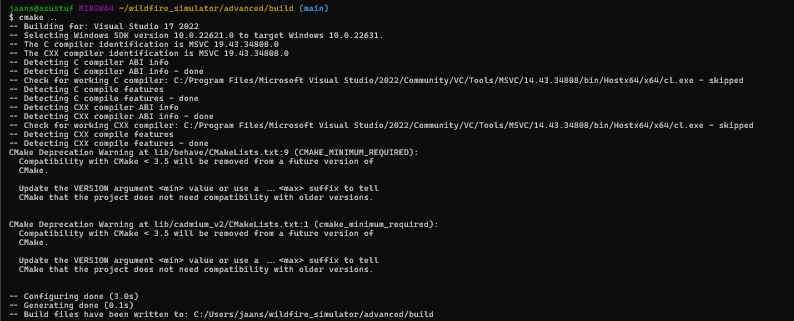 jaans@asustuf MINGW64 ~/wildfire_simulator/advanced/build (main)
$ cmake ..
-- Building for: Visual Studio 17 2022
-- Selecting Windows SDK version 10.0.22621.0 to target Windows 10.0.22631.
-- The C compiler identification is MSVC 19.43.34808.0
-- The CXX compiler identification is MSVC 19.43.34808.0
-- Detecting C compiler ABI info
-- Detecting C compiler ABI info - done
-- Check for working C compiler: C:/Program Files/Microsoft Visual Studio/2022/Community/VC/Tools/MSVC/14.43.34808/bin/Hostx64/x64/cl.exe - skipped
-- Detecting C compile features
-- Detecting C compile features - done
-- Detecting CXX compiler ABI info
-- Detecting CXX compiler ABI info - done
-- Check for working CXX compiler: C:/Program Files/Microsoft Visual Studio/2022/Community/VC/Tools/MSVC/14.43.34808/bin/Hostx64/x64/cl.exe - skipped
-- Detecting CXX compile features
-- Detecting CXX compile features - done
CMake Deprecation Warning at lib/behave/CMakeLists.txt:9 (CMAKE_MINIMUM_REQUIRED):
  Compatibility with CMake < 3.5 will be removed from a future version of
  CMake.
  Update the VERSION argument <min> value or use a ...<max> suffix to tell
  CMake that the project does not need compatibility with older versions.
CMake Deprecation Warning at lib/cadmium_v2/CMakeLists.txt:1 (cmake_minimum_required):
  Compatibility with CMake < 3.5 will be removed from a future version of
  CMake.
  Update the VERSION argument <min> value or use a ...<max> suffix to tell
  CMake that the project does not need compatibility with older versions.
-- Configuring done (3.0s)
-- Generating done (0.1s)
-- Build files have been written to: C:/Users/jaans/wildfire_simulator/advanced/build